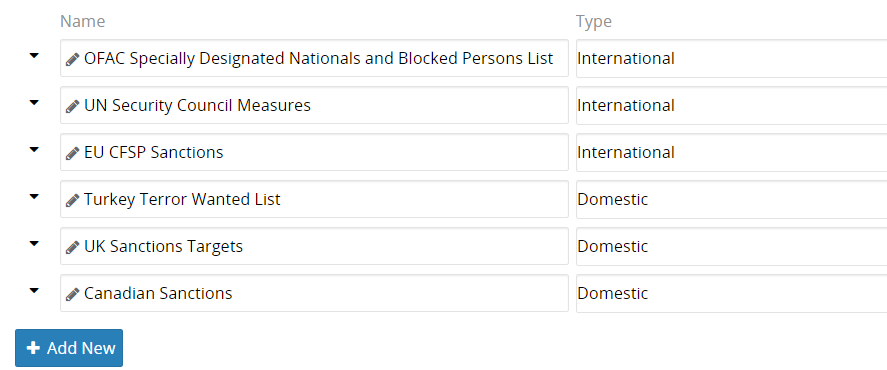 Name Type
OFAC Specially Designated Nationals and Blocked Persons List International
UN Security Council Measures International
EU CFSP Sanctions International
Turkey Terror Wanted List Domestic
UK Sanctions Targets Domestic
Canadian Sanctions Domestic
Add New